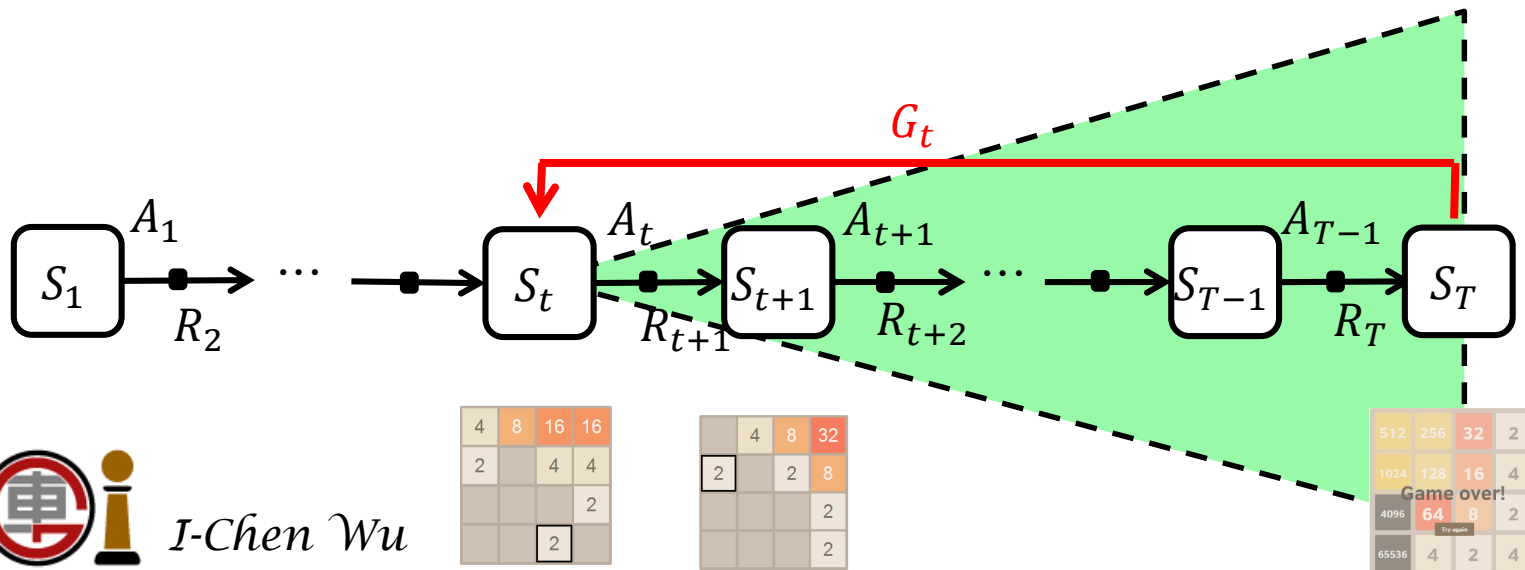 G_t
A_1 A_t A_{t+1} A_{T-1}
S_1 ... S_t S_{t+1} ... S_{T-1} S_T
R_2 R_{t+1} R_{t+2} R_T
4 8 16 16
2 4 4
2
2
4 8 32
2 2 8
2
2
512 256 32 2
1024 128 16 4
Game over!
4096 64 8 2
Try again
65536 4 2 4
車
I-Chen Wu